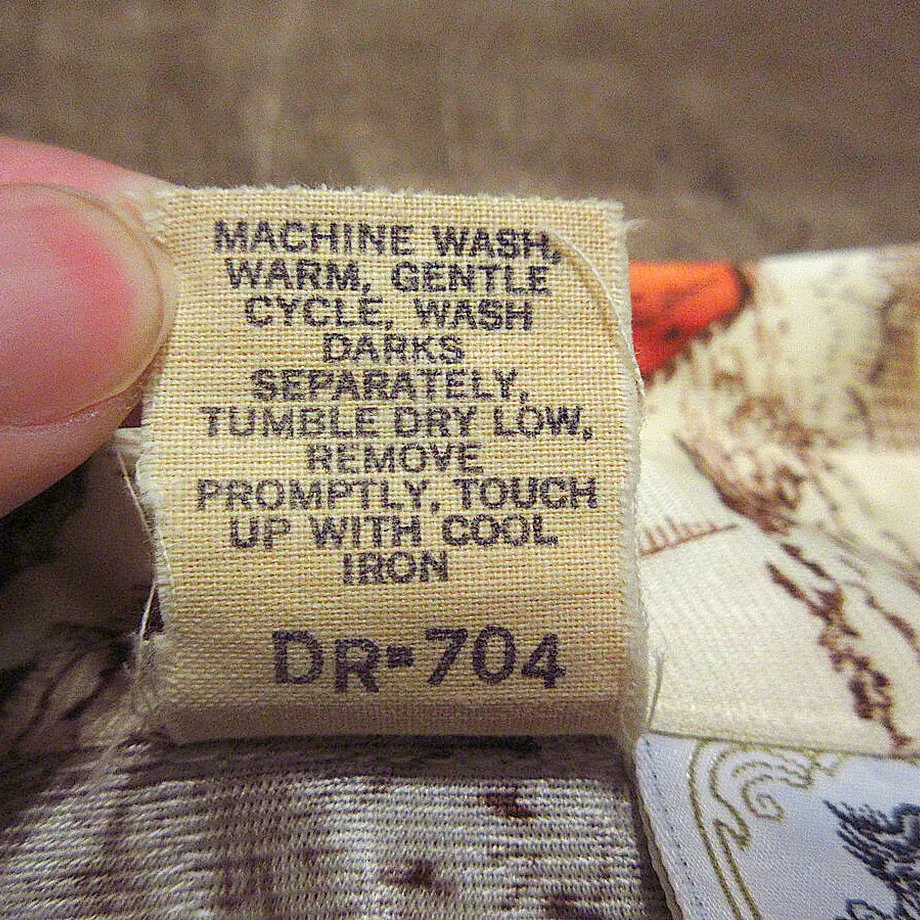 MACHINE WASH,
WARM, GENTLE
CYCLE, WASH
DARKS
SEPARATELY,
TUMBLE DRY LOW,
REMOVE
PROMPTLY, TOUCH
UP WITH COOL
IRON
DR-704